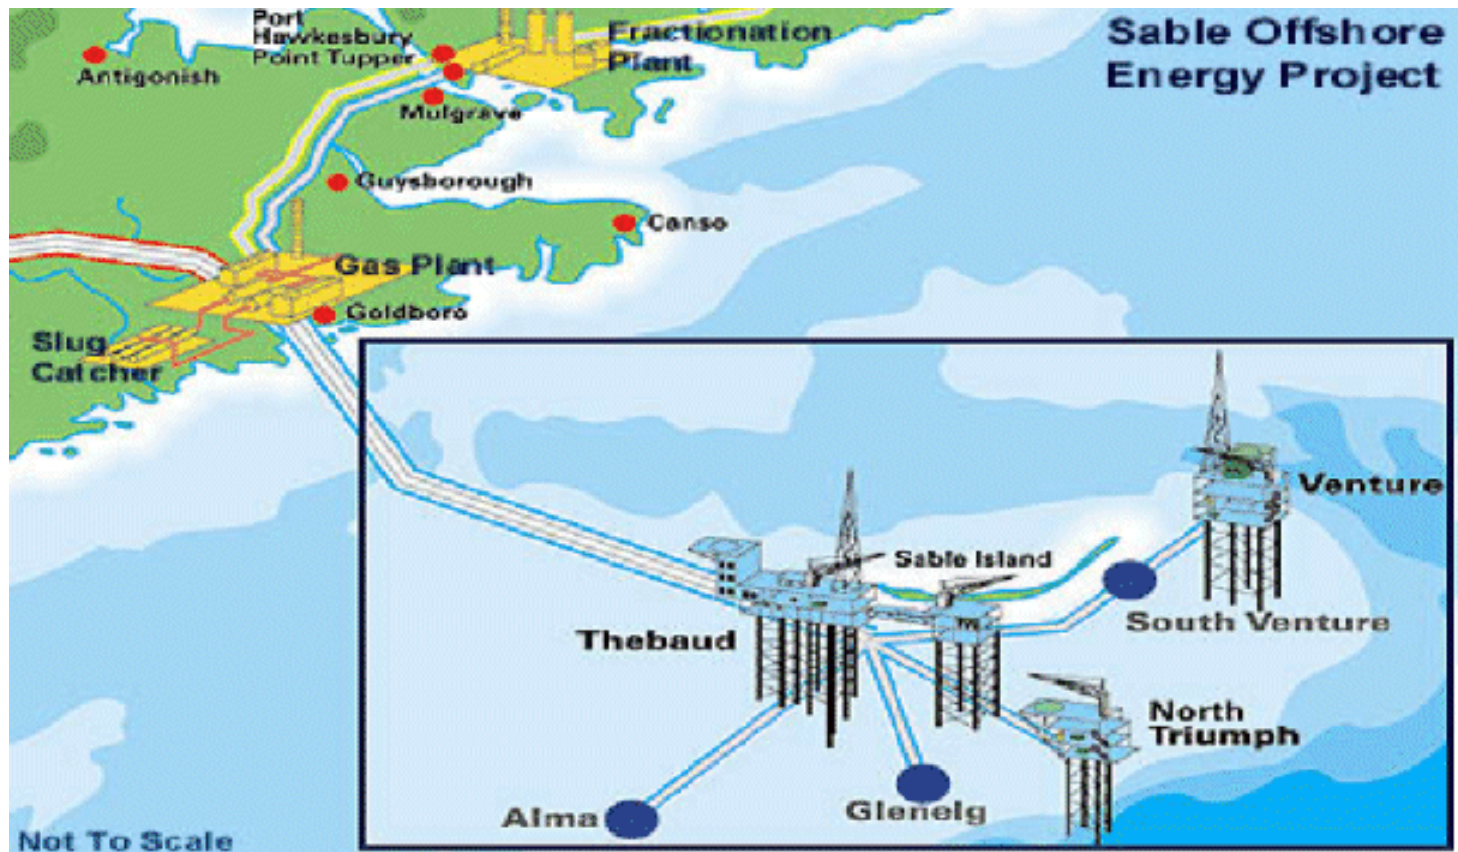 Port
Hawkesbury
Point Tupper
Fractionation
Plant
Sable Offshore
Energy Project
Antigonish
Mulgrave
Guysborough
Canso
Gas Plant
Goldboro
Slug
Catcher
Venture
Sable Island
South Venture
Thebaud
North
Triumph
Alma
Glenelg
Not To Scale